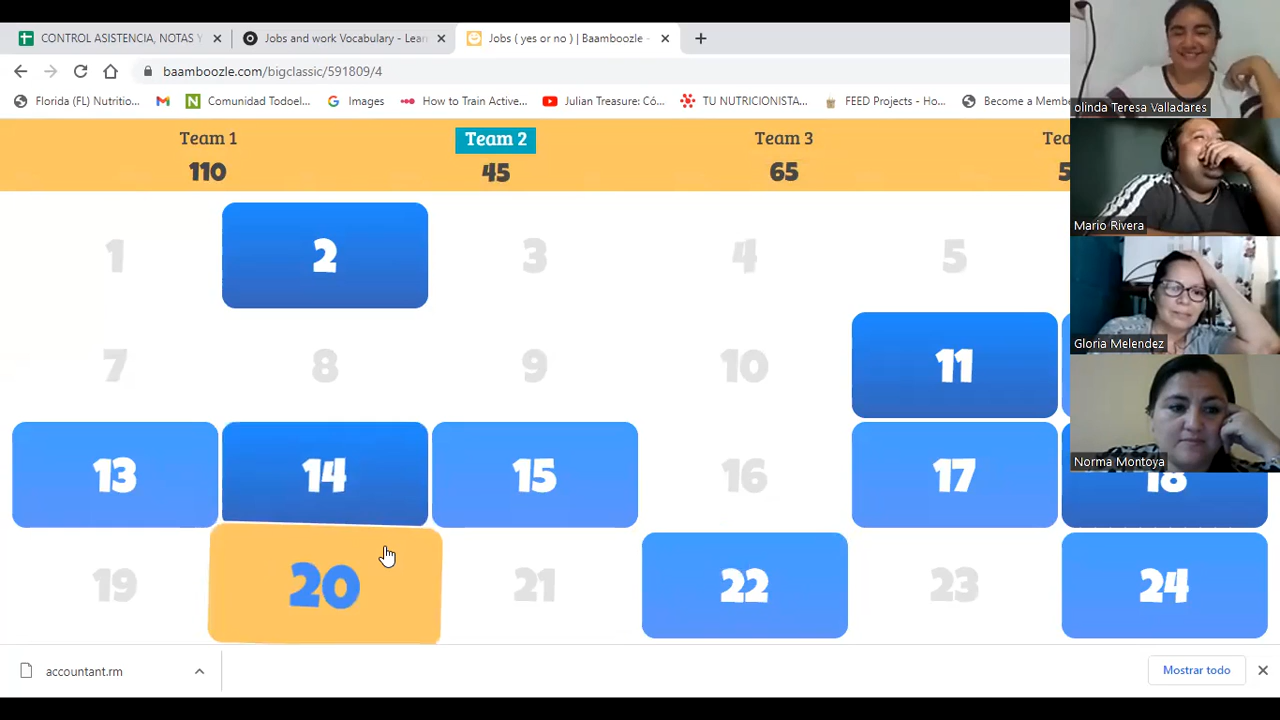 CONTROL ASISTENCIA, NOTAS Y
Jobs and work Vocabulary - Lear
Jobs ( yes or no ) | Baamboozle -
baamboozle.com/bigclassic/591809/4
Florida (FL) Nutritio...
Comunidad Todoel...
Images
How to Train Active...
Julian Treasure: Có...
TU NUTRICIONISTA...
FEED Projects - Ho...
Become a Membe
Team 1
Team 2
Team 3
Tea
110
45
65
5
1
2
3
4
5
7
8
9
10
11
13
14
15
16
17
18
19
20
21
22
23
24
olinda Teresa Valladares
Mario Rivera
Gloria Melendez
Norma Montoya
accountant.rm
Mostrar todo